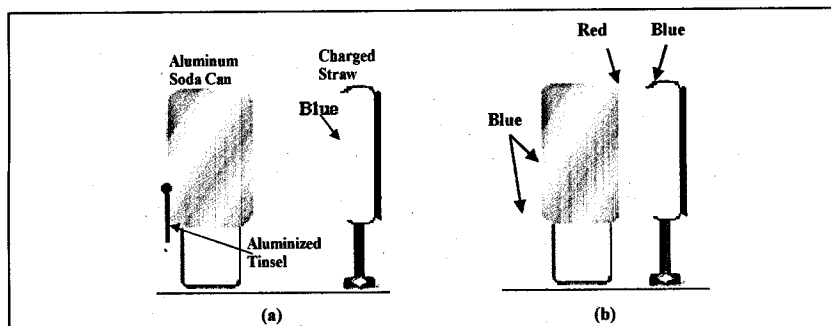 Aluminum
Soda Can
Charged
Straw
Blue
Aluminized
Tinsel
(a)
Red
Blue
Blue
(b)